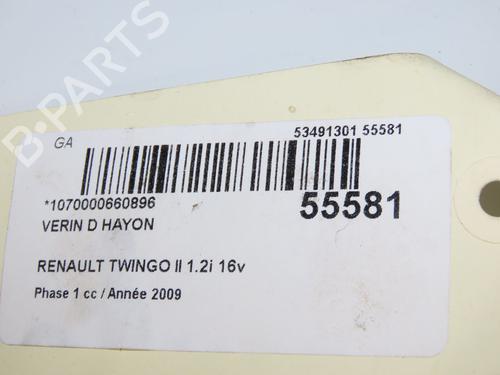 B-PARTS
GA
53491301 55581
*1070000660896
55581
VERIN D HAYON
RENAULT TWINGO II 1.2i 16v
Phase 1 cc / Année 2009